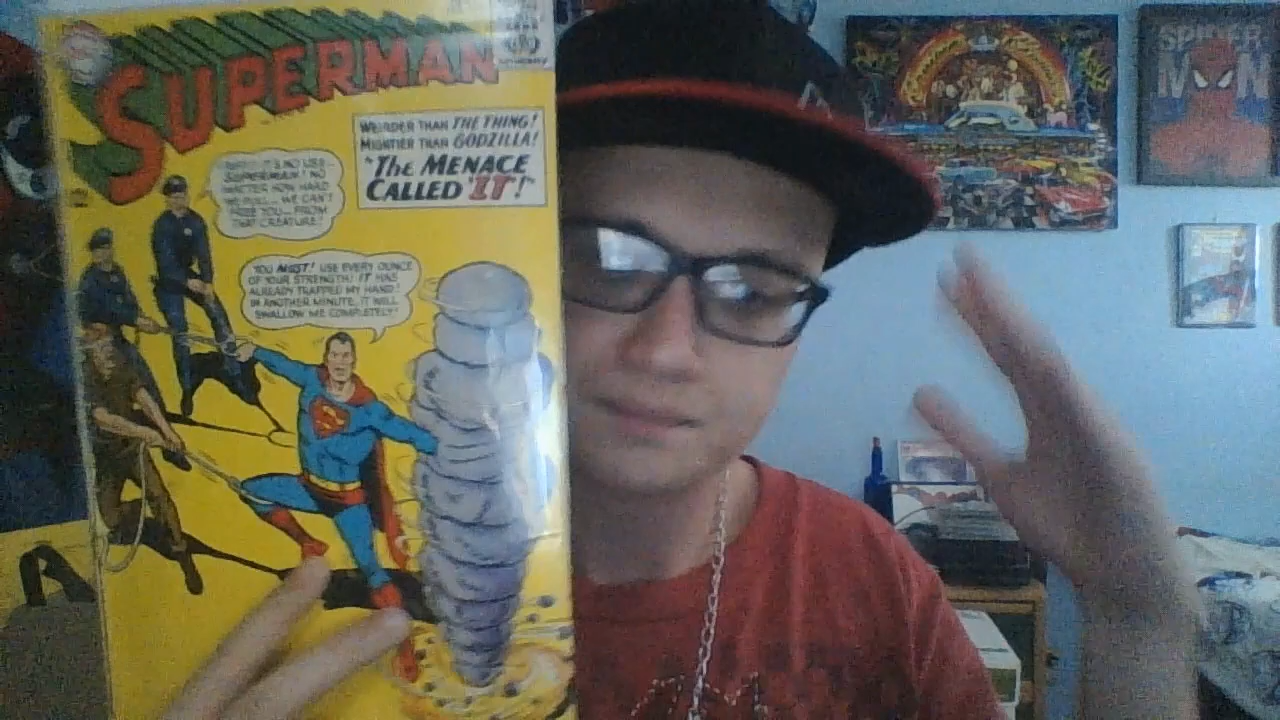 SUPERMAN
WEIRDER THAN THE THING!
MIGHTIER THAN GODZILLA!
"THE MENACE
CALLED 'IT'!"
IT'S NO USE
SUPERMAN! NO
MATTER HOW HARD
WE PULL... WE CAN'T
FREE YOU... FROM
THAT CREATURE!
YOU MUST! USE EVERY OUNCE
OF YOUR STRENGTH! IT HAS
ALREADY TRAPPED MY HAND!
IN ANOTHER MINUTE, IT WILL
SWALLOW ME COMPLETELY!
S
SPIDER
M N